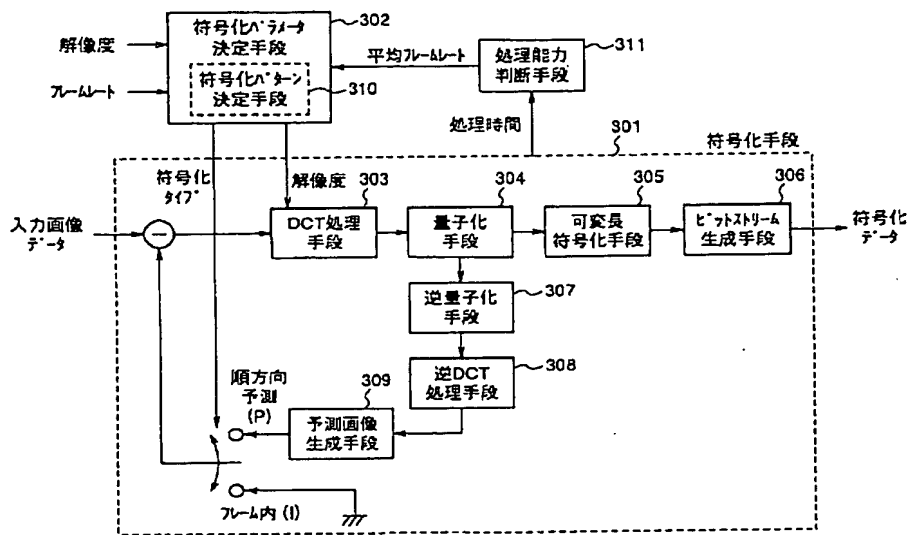 符号化パラメータ
決定手段
302
解像度
フレームレート
符号化パターン
決定手段
310
平均フレームレート
処理能力
判断手段
311
処理時間
301
符号化手段
符号化
タイプ
解像度
303
304
305
306
入力画像
データ
DCT処理
手段
量子化
手段
可変長
符号化手段
ビットストリーム
生成手段
符号化
データ
逆量子化
手段
307
逆DCT
処理手段
308
順方向
予測
(P)
309
予測画像
生成手段
フレーム内 (I)